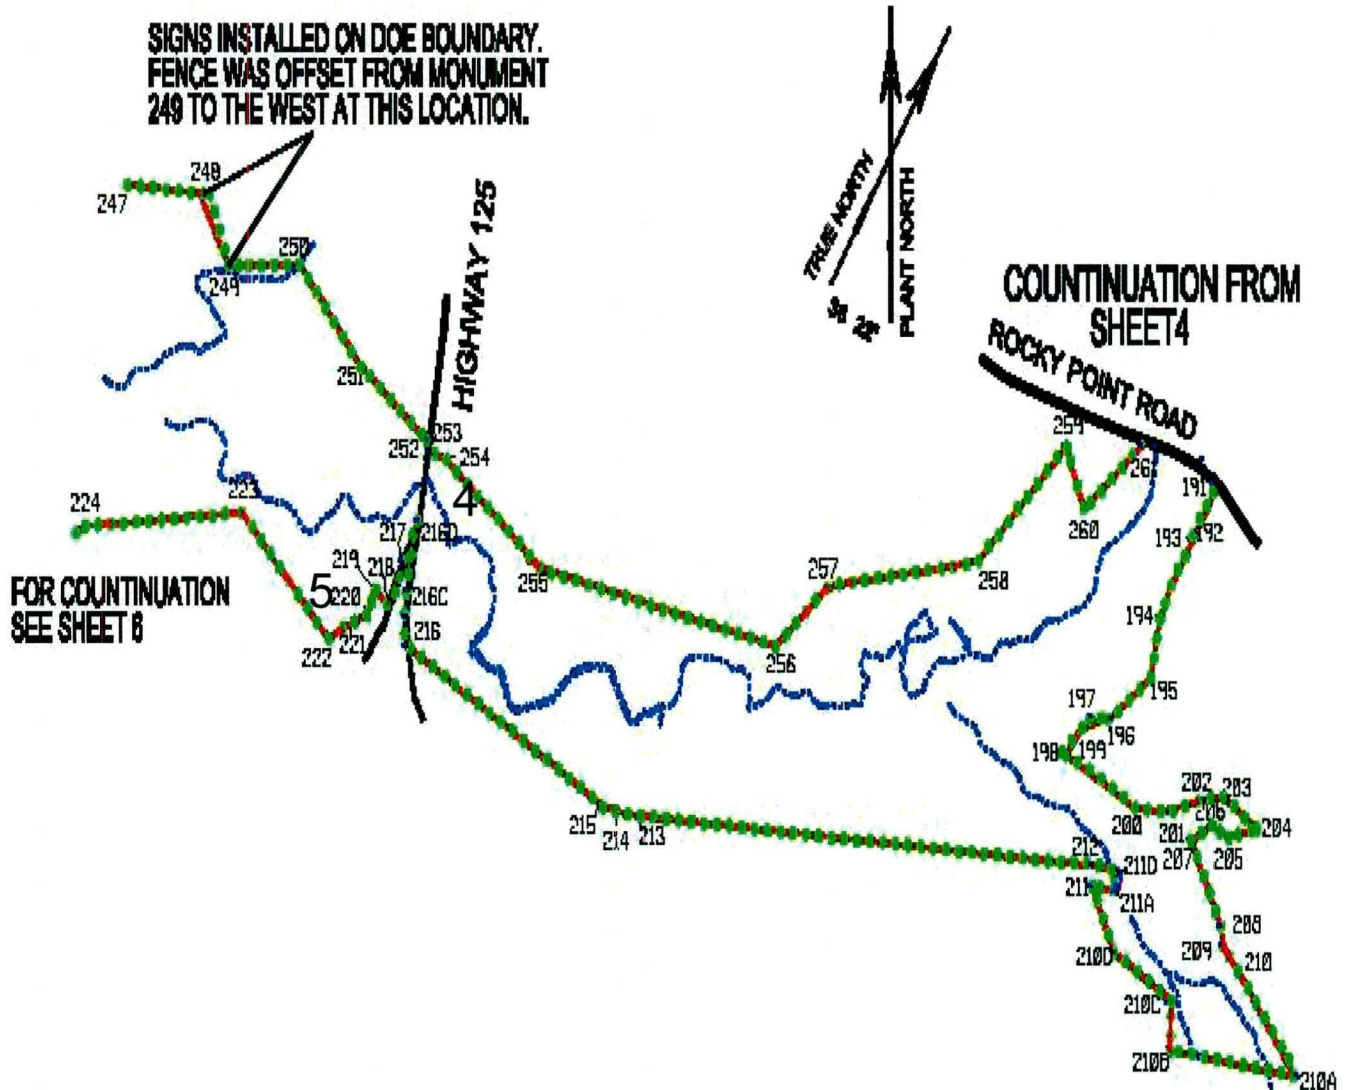 SIGNS INSTALLED ON DOE BOUNDARY.
FENCE WAS OFFSET FROM MONUMENT
249 TO THE WEST AT THIS LOCATION.
TRUE NORTH
PLANT NORTH
COUNTINUATION FROM
SHEET4
ROCKY POINT ROAD
HIGHWAY 125
247
248
249
250
251
252
253
254
4
255
256
257
258
259
260
261
191
192
193
194
195
196
197
198
199
200
201
202
203
204
205
206
207
208
209
210
210A
210B
210C
210D
211
211A
211D
212
213
214
215
216
216C
216D
217
218
219
220
221
222
223
224
5
FOR COUNTINUATION
SEE SHEET 6